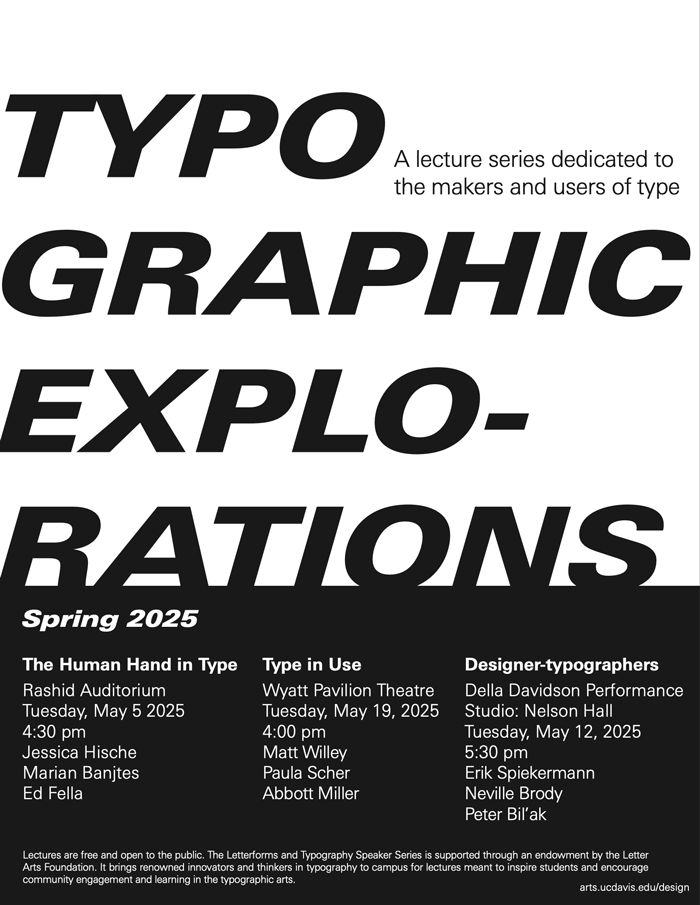 TYPO
A lecture series dedicated to
the makers and users of type
GRAPHIC
EXPLO-
RATIONS
Spring 2025
The Human Hand in Type
Rashid Auditorium
Tuesday, May 5 2025
4:30 pm
Jessica Hische
Marian Banjtes
Ed Fella
Type in Use
Wyatt Pavilion Theatre
Tuesday, May 19, 2025
4:00 pm
Matt Willey
Paula Scher
Abbott Miller
Designer-typographers
Della Davidson Performance
Studio: Nelson Hall
Tuesday, May 12, 2025
5:30 pm
Erik Spiekermann
Neville Brody
Peter Bil’ak
Lectures are free and open to the public. The Letterforms and Typography Speaker Series is supported through an endowment by the Letter
Arts Foundation. It brings renowned innovators and thinkers in typography to campus for lectures meant to inspire students and encourage
community engagement and learning in the typographic arts.
arts.ucdavis.edu/design